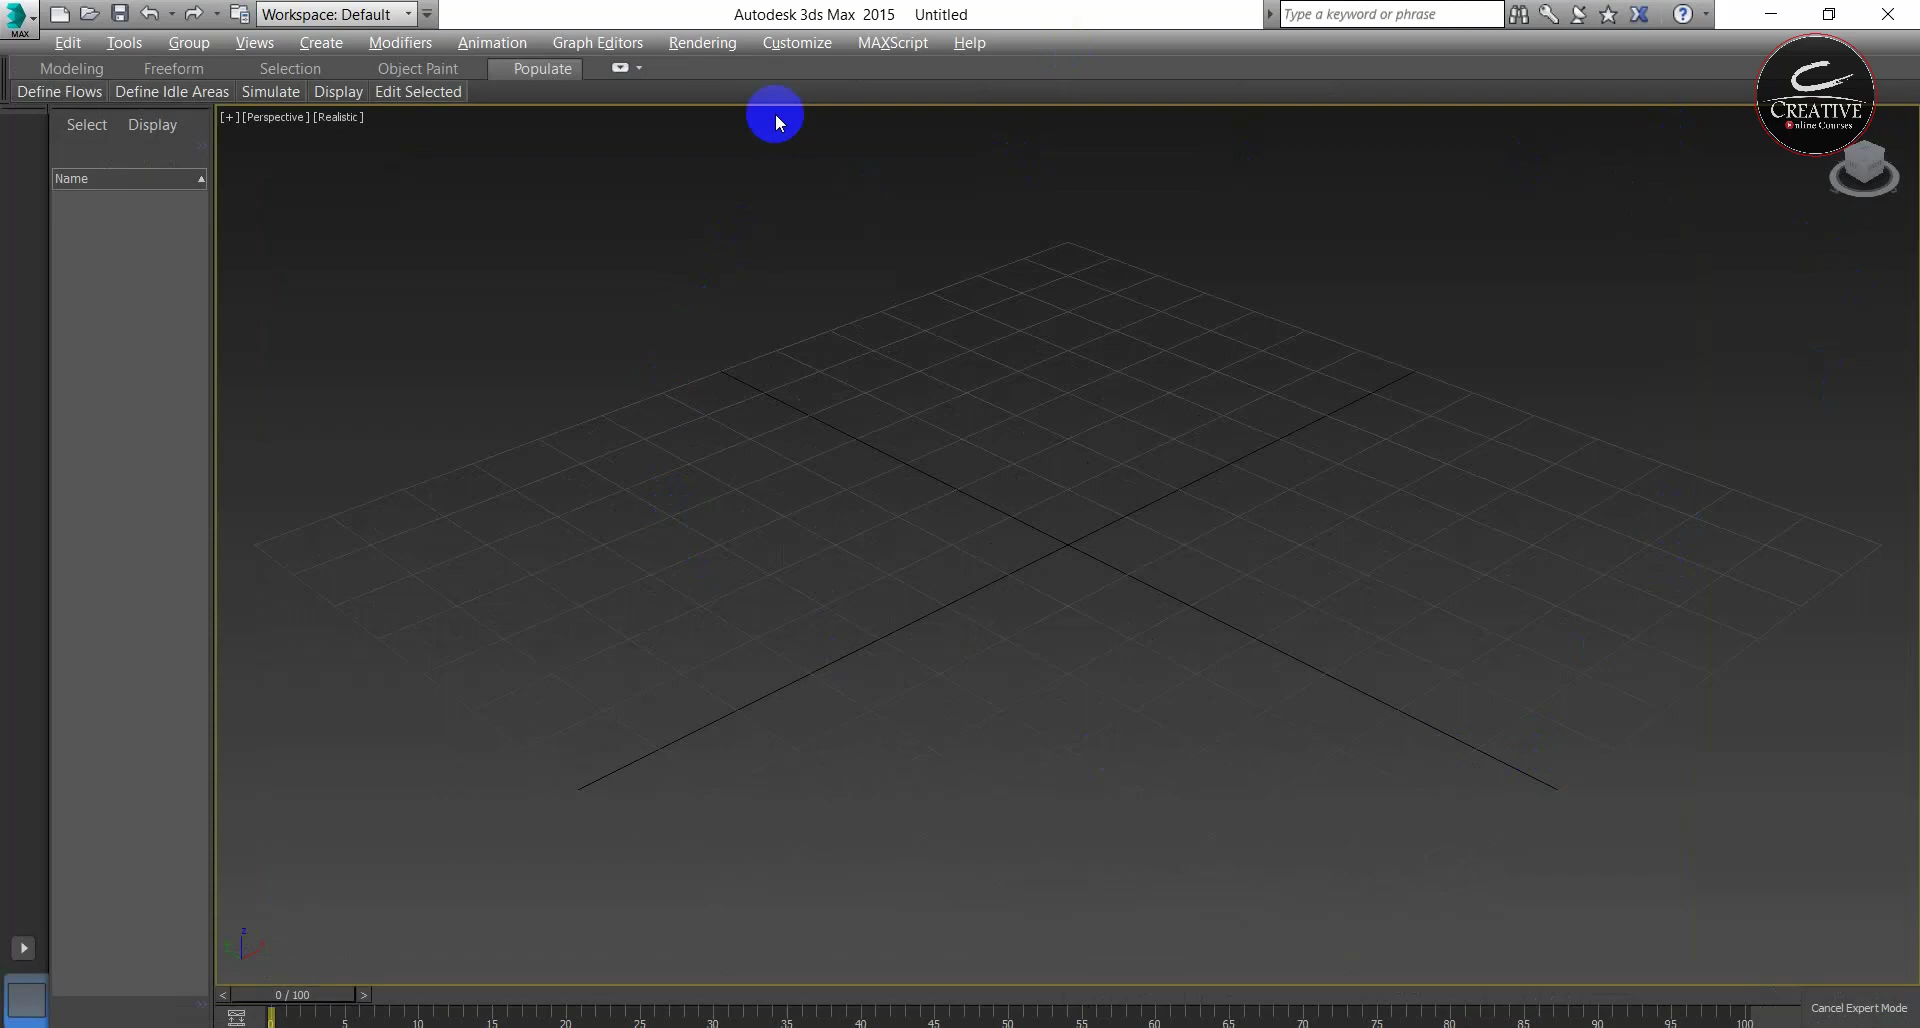 MAX
Workspace: Default
Autodesk 3ds Max 2015 Untitled
Type a keyword or phrase
Edit Tools Group Views Create Modifiers Animation Graph Editors Rendering Customize MAXScript Help
Modeling Freeform Selection Object Paint Populate
Define Flows Define Idle Areas Simulate Display Edit Selected
CREATIVE
Online Courses
Select Display
[+] [Perspective] [Realistic]
Name
z
0 / 100
0 5 10 15 20 25 30 35 40 45 50 55 60 65 70 75 80 85 90 95 100
Cancel Expert Mode